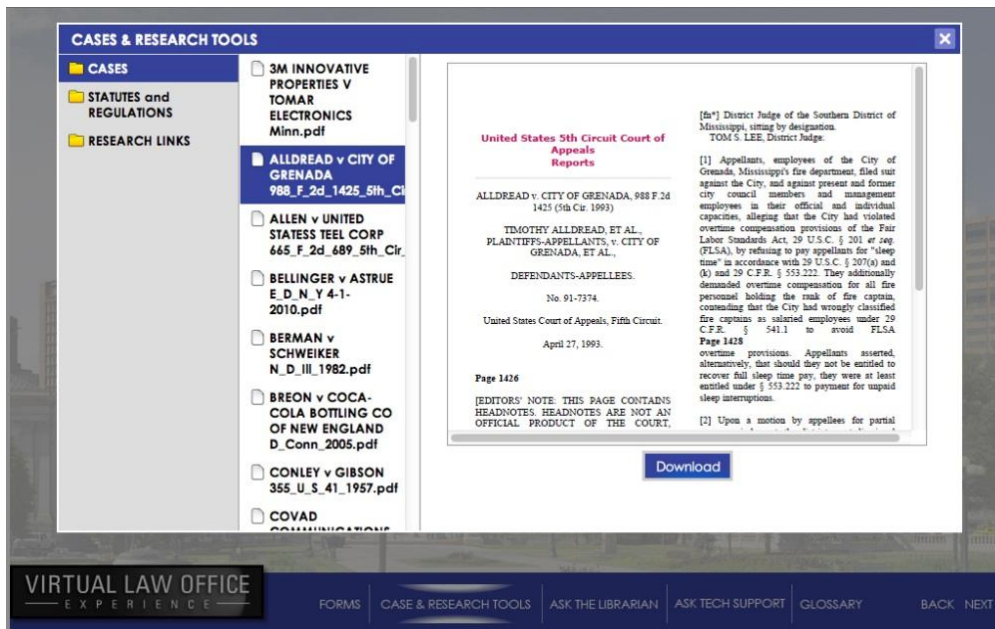 CASES & RESEARCH TOOLS
CASES
STATUTES and
REGULATIONS
RESEARCH LINKS
3M INNOVATIVE
PROPERTIES V
TOMAR
ELECTRONICS
Minn.pdf
ALLDREAD v CITY OF
GRENADA
988_F_2d_1425_5th_Ci
ALLEN v UNITED
STATESS TEEL CORP
665_F_2d_689_5th_Cir_
BELLINGER v ASTRUE
E_D_N_Y 4-1-
2010.pdf
BERMAN v
SCHWEIKER
N_D_Ill_1982.pdf
BREON v COCA-
COLA BOTTLING CO
OF NEW ENGLAND
D_Conn_2005.pdf
CONLEY v GIBSON
355_U_S_41_1957.pdf
COVAD
COMMUNICATIONS
United States 5th Circuit Court of
Appeals
Reports
ALLDREAD v. CITY OF GRENADA, 988 F.2d
1425 (5th Cir. 1993)
TIMOTHY ALLDREAD, ET AL.,
PLAINTIFFS-APPELLANTS, v. CITY OF
GRENADA, ET AL.,
DEFENDANTS-APPELLEES.
No. 91-7374.
United States Court of Appeals, Fifth Circuit.
April 27, 1993.
Page 1426
[EDITORS' NOTE: THIS PAGE CONTAINS
HEADNOTES. HEADNOTES ARE NOT AN
OFFICIAL PRODUCT OF THE COURT,
[fn*] District Judge of the Southern District of
Mississippi, sitting by designation.
TOM S. LEE, District Judge:
[1] Appellants, employees of the City of
Grenada, Mississippi's fire department, filed suit
against the City, and against present and former
city council members and management
employees in their official and individual
capacities, alleging that the City had violated
overtime compensation provisions of the Fair
Labor Standards Act, 29 U.S.C. § 201 et seq.
(FLSA), by refusing to pay appellants for "sleep
time" in accordance with 29 U.S.C. § 207(a) and
(k) and 29 C.F.R. § 553.222. They additionally
demanded overtime compensation for all fire
personnel holding the rank of fire captain,
contending that the City had wrongly classified
fire captains as salaried employees under 29
C.F.R. § 541.1 to avoid FLSA
Page 1428
overtime provisions. Appellants asserted,
alternatively, that should they not be entitled to
recover full sleep time pay, they were at least
entitled under § 553.222 to payment for unpaid
sleep interruptions.
[2] Upon a motion by appellees for partial
Download
VIRTUAL LAW OFFICE
EXPERIENCE
FORMS
CASE & RESEARCH TOOLS
ASK THE LIBRARIAN
ASK TECH SUPPORT
GLOSSARY
BACK
NEXT